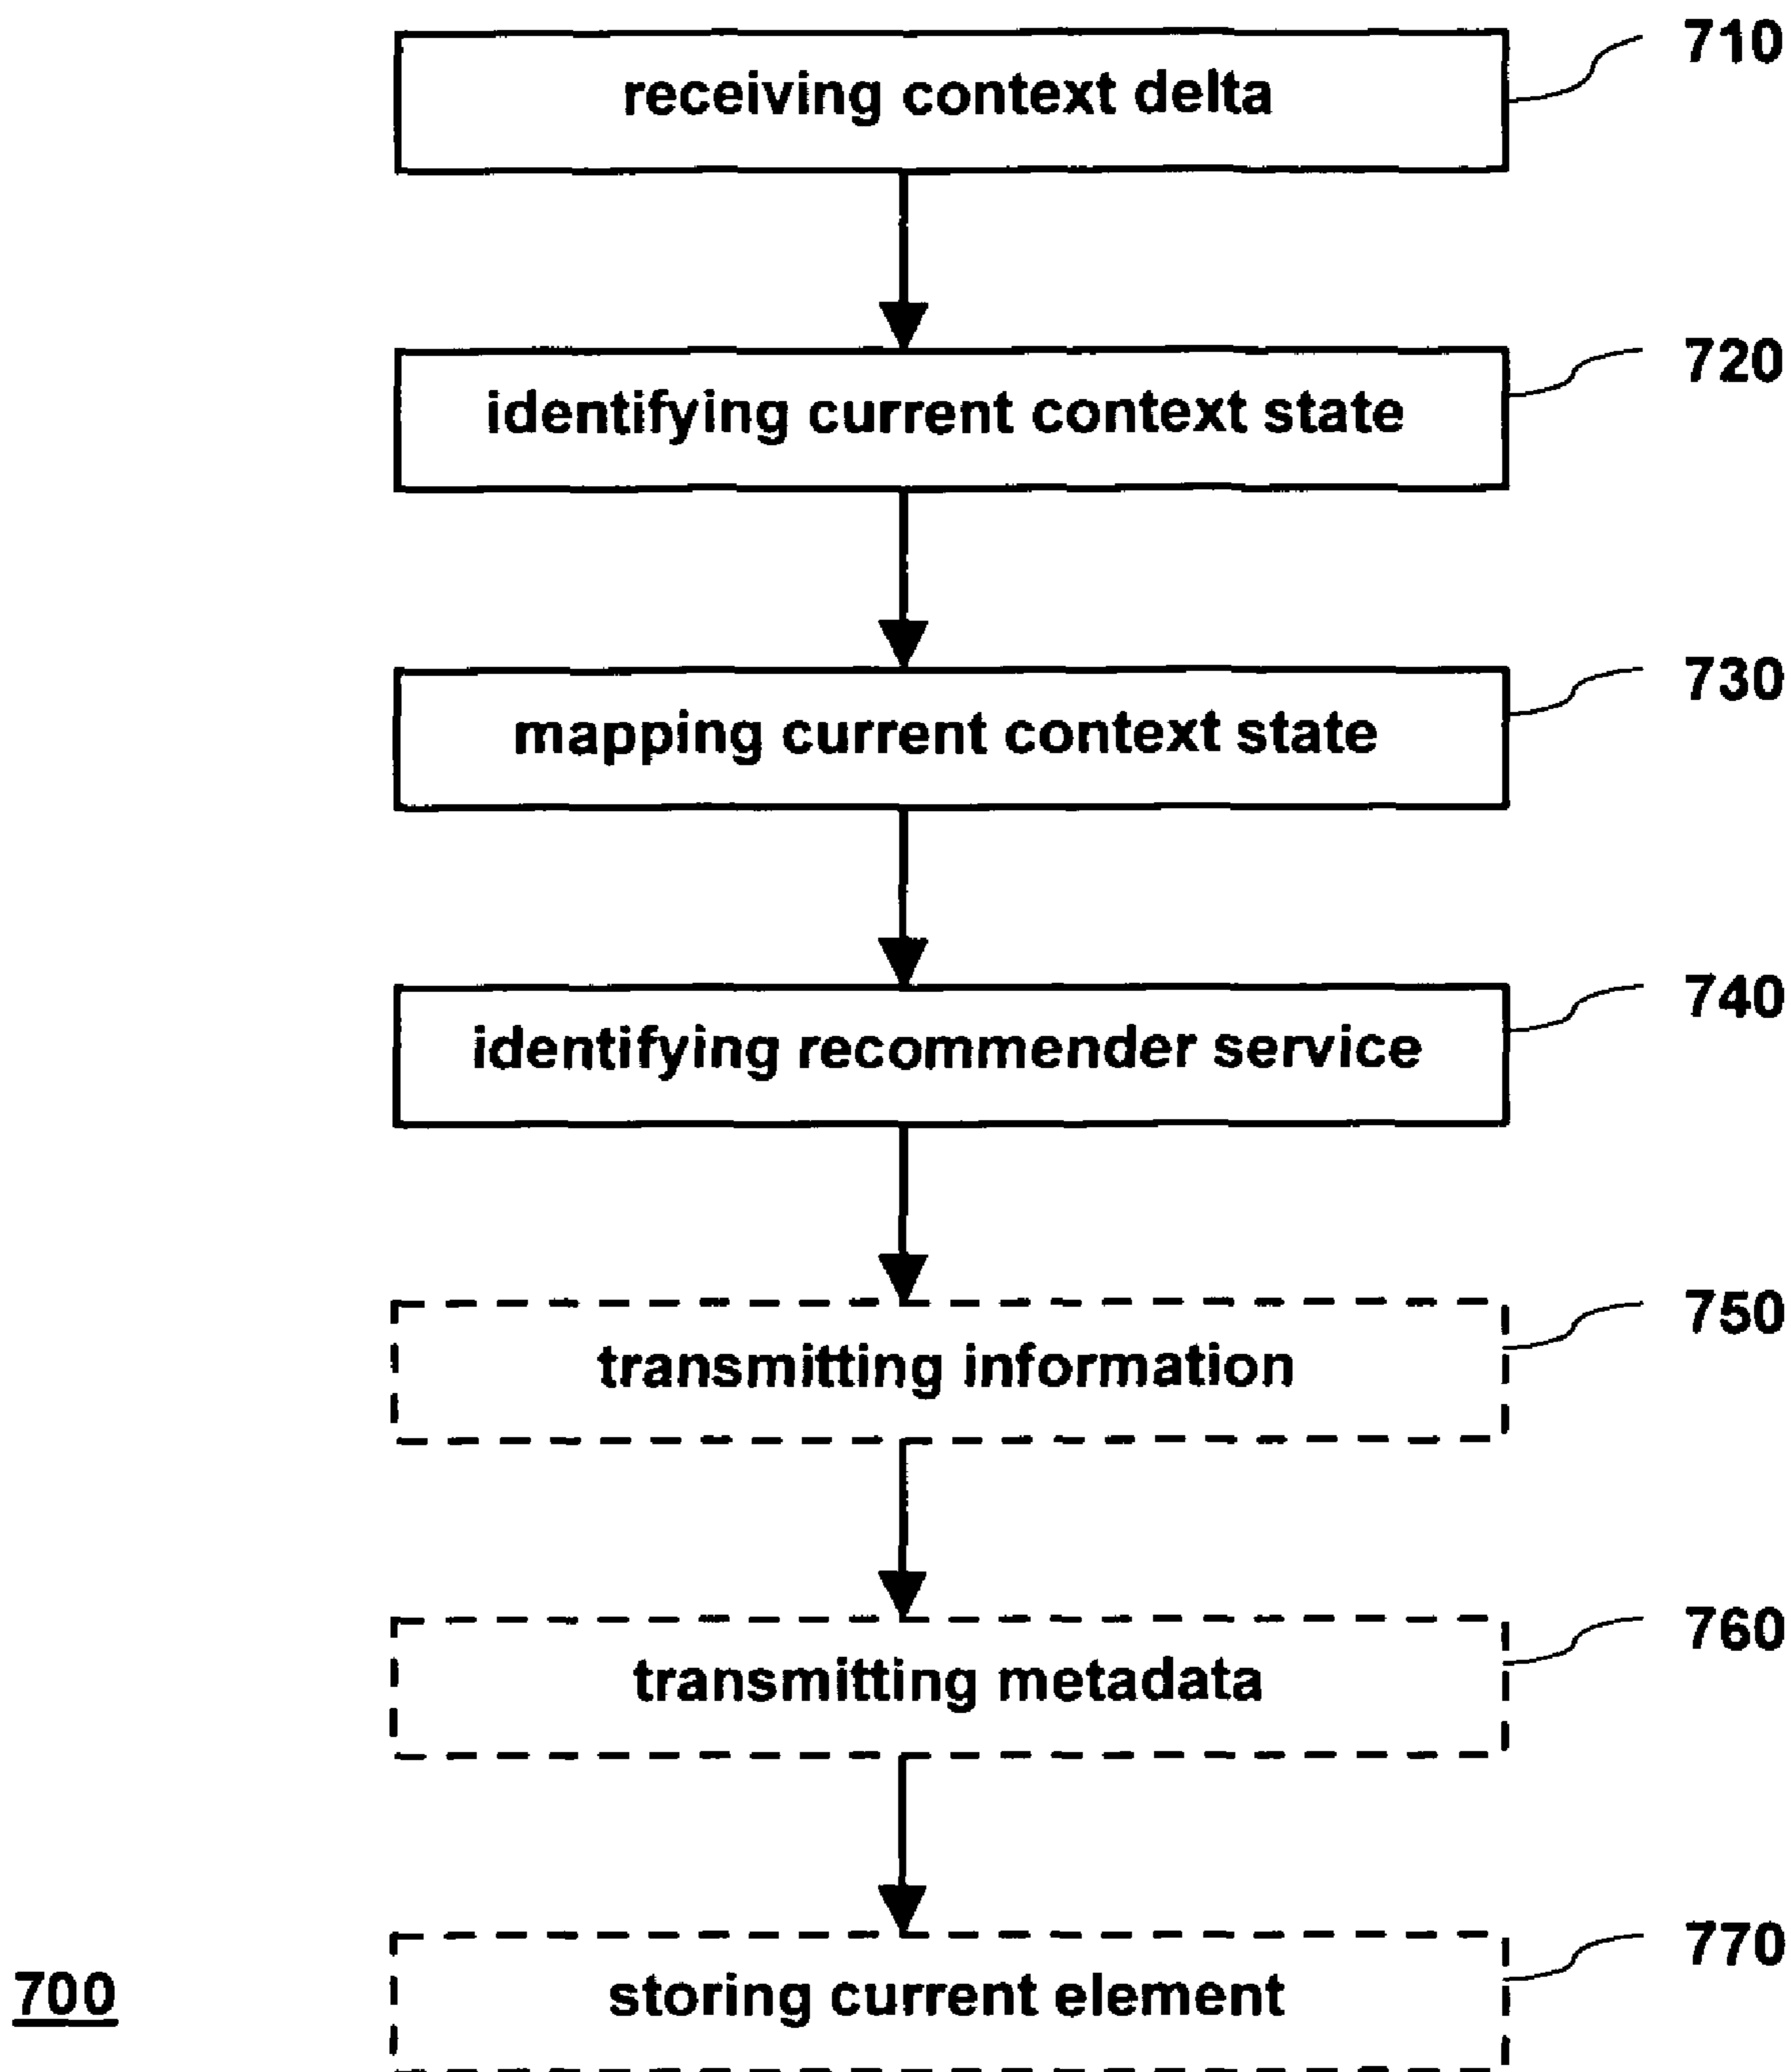 receiving context delta 710
identifying current context state 720
mapping current context state 730
identifying recommender service 740
transmitting information 750
transmitting metadata 760
storing current element 770
700